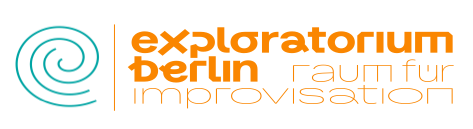 exploratorium
berlin raum für
improvisation